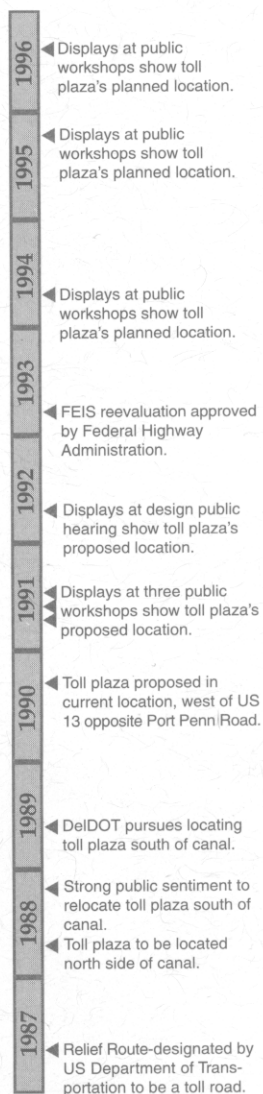 1996
Displays at public
workshops show toll
plaza's planned location.
1995
Displays at public
workshops show toll
plaza's planned location.
1994
Displays at public
workshops show toll
plaza's planned location.
1993
FEIS reevaluation approved
by Federal Highway
Administration.
1992
Displays at design public
hearing show toll plaza's
proposed location.
1991
Displays at three public
workshops show toll plaza's
proposed location.
1990
Toll plaza proposed in
current location, west of US
13 opposite Port Penn Road.
1989
DelDOT pursues locating
toll plaza south of canal.
1988
Strong public sentiment to
relocate toll plaza south of
canal.
Toll plaza to be located
north side of canal.
1987
Relief Route-designated by
US Department of Trans-
portation to be a toll road.